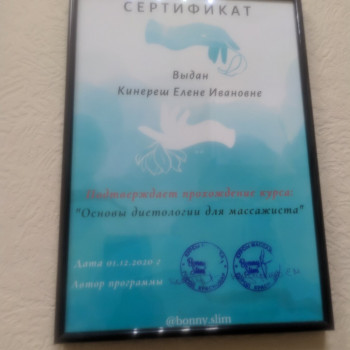 СЕРТИФИКАТ
Выдан
Кинереш Елене Ивановне
Подтверждает прохождение курса
"Основы диетологии для массажиста"
Дата 01.12.2020 г
Автор программы
@bonny.slim